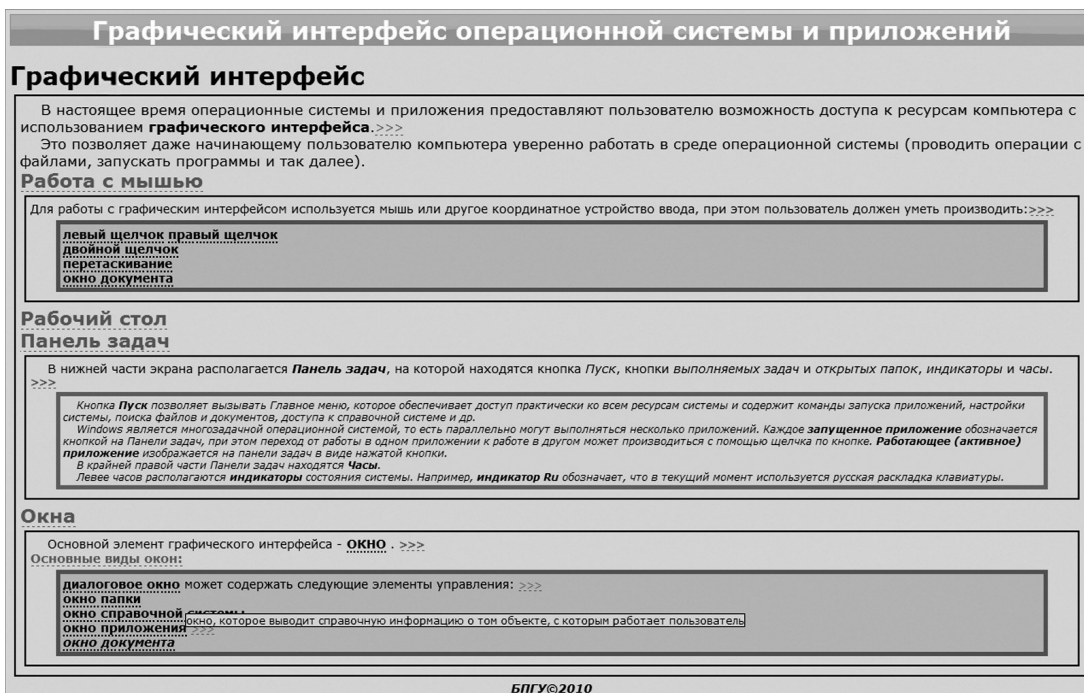 Графический интерфейс операционной системы и приложений
Графический интерфейс
В настоящее время операционные системы и приложения предоставляют пользователю возможность доступа к ресурсам компьютера с
использованием графического интерфейса.>>>
Это позволяет даже начинающему пользователю компьютера уверенно работать в среде операционной системы (проводить операции с
файлами, запускать программы и так далее).
Работа с мышью
Для работы с графическим интерфейсом используется мышь или другое координатное устройство ввода, при этом пользователь должен уметь производить:>>>
левый щелчок правый щелчок
двойной щелчок
перетаскивание
окно документа
Рабочий стол
Панель задач
В нижней части экрана располагается Панель задач, на которой находятся кнопка Пуск, кнопки выполняемых задач и открытых папок, индикаторы и часы.
>>>
Кнопка Пуск позволяет вызывать Главное меню, которое обеспечивает доступ практически ко всем ресурсам системы и содержит команды запуска приложений, настройки
системы, поиска файлов и документов, доступа к справочной системе и др.
Windows является многозадачной операционной системой, то есть параллельно могут выполняться несколько приложений. Каждое запущенное приложение обозначается
кнопкой на Панели задач, при этом переход от работы в одном приложении к работе в другом может производиться с помощью щелчка по кнопке. Работающее (активное)
приложение изображается на панели задач в виде нажатой кнопки.
В крайней правой части Панели задач находятся Часы.
Левее часов располагаются индикаторы состояния системы. Например, индикатор Ru обозначает, что в текущий момент используется русская раскладка клавиатуры.
Окна
Основной элемент графического интерфейса - ОКНО . >>>
Основные виды окон:
диалоговое окно может содержать следующие элементы управления: >>>
окно папки
окно справочной системы
окно, которое выводит справочную информацию о том объекте, с которым работает пользователь
окно приложения >>>
окно документа
БПГУ©2010